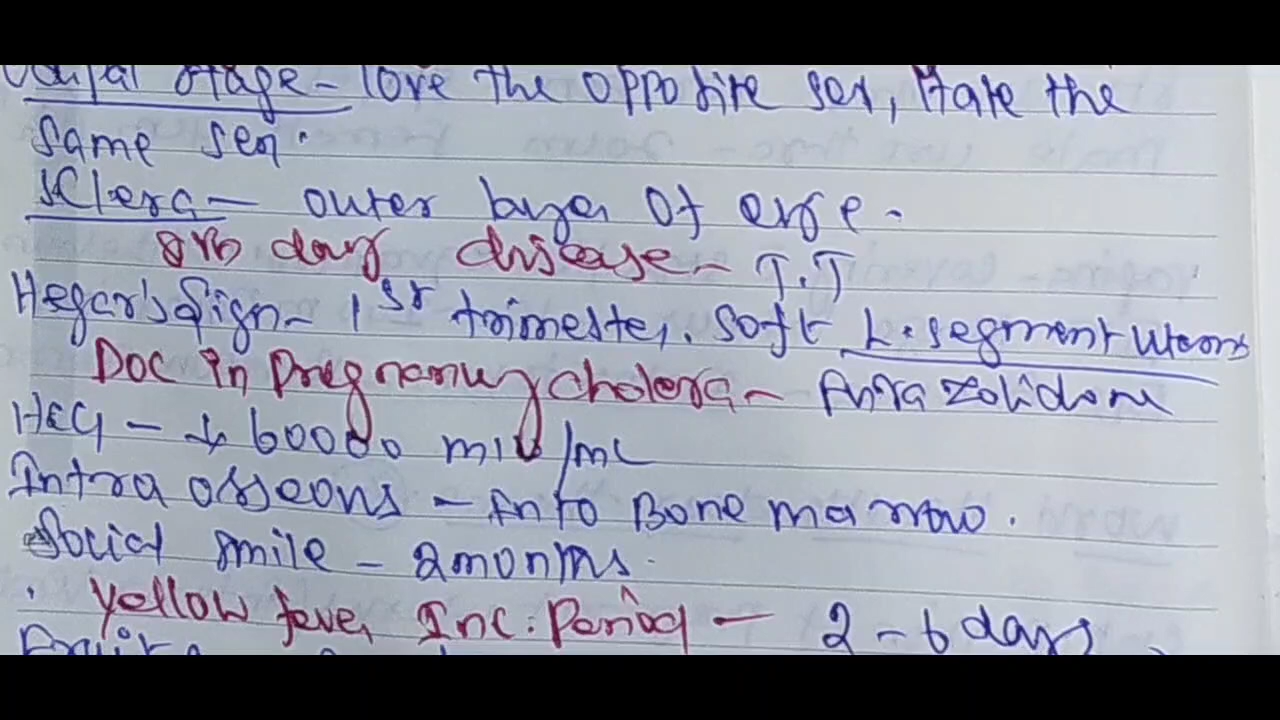 stage - love the opposite sex, Hate the
same sex.
sclera - outer layer of eye.
8th day disease - T.T
Hegar's sign - 1st trimester. soft L. segment uterus
DOC in Pregnancy cholera - Furazolidone
HCG - 60000 mIU/mL
Intra osseous - Into Bone marrow.
Social smile - 2 months.
. Yellow fever Inc: Period - 2 - 6 days.